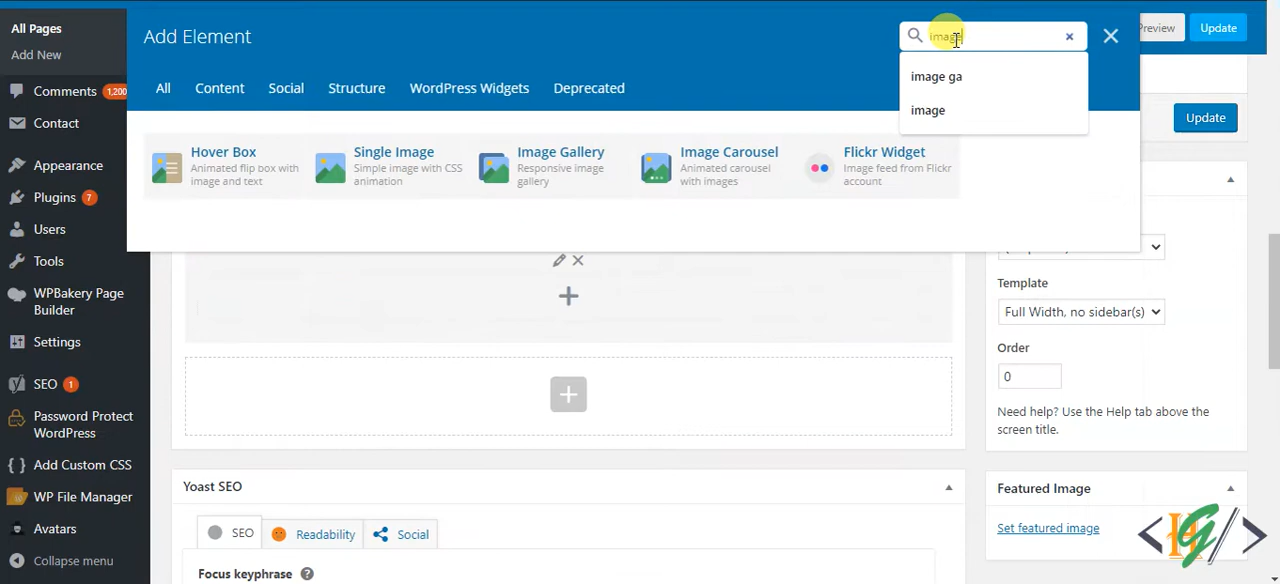 All Pages
Add New
Comments 1,200
Contact
Appearance
Plugins 7
Users
Tools
WPBakery Page
Builder
Settings
SEO 1
Password Protect
WordPress
Add Custom CSS
WP File Manager
Avatars
Collapse menu
Add Element
image
image ga
image
Preview
Update
All
Content
Social
Structure
WordPress Widgets
Deprecated
Hover Box
Animated flip box with
image and text
Single Image
Simple image with CSS
animation
Image Gallery
Responsive image
gallery
Image Carousel
Animated carousel
with images
Flickr Widget
Image feed from Flickr
account
Update
Template
Full Width, no sidebar(s)
Order
0
Need help? Use the Help tab above the
screen title.
Yoast SEO
SEO
Readability
Social
Focus keyphrase
Featured Image
Set featured image
<HG/>